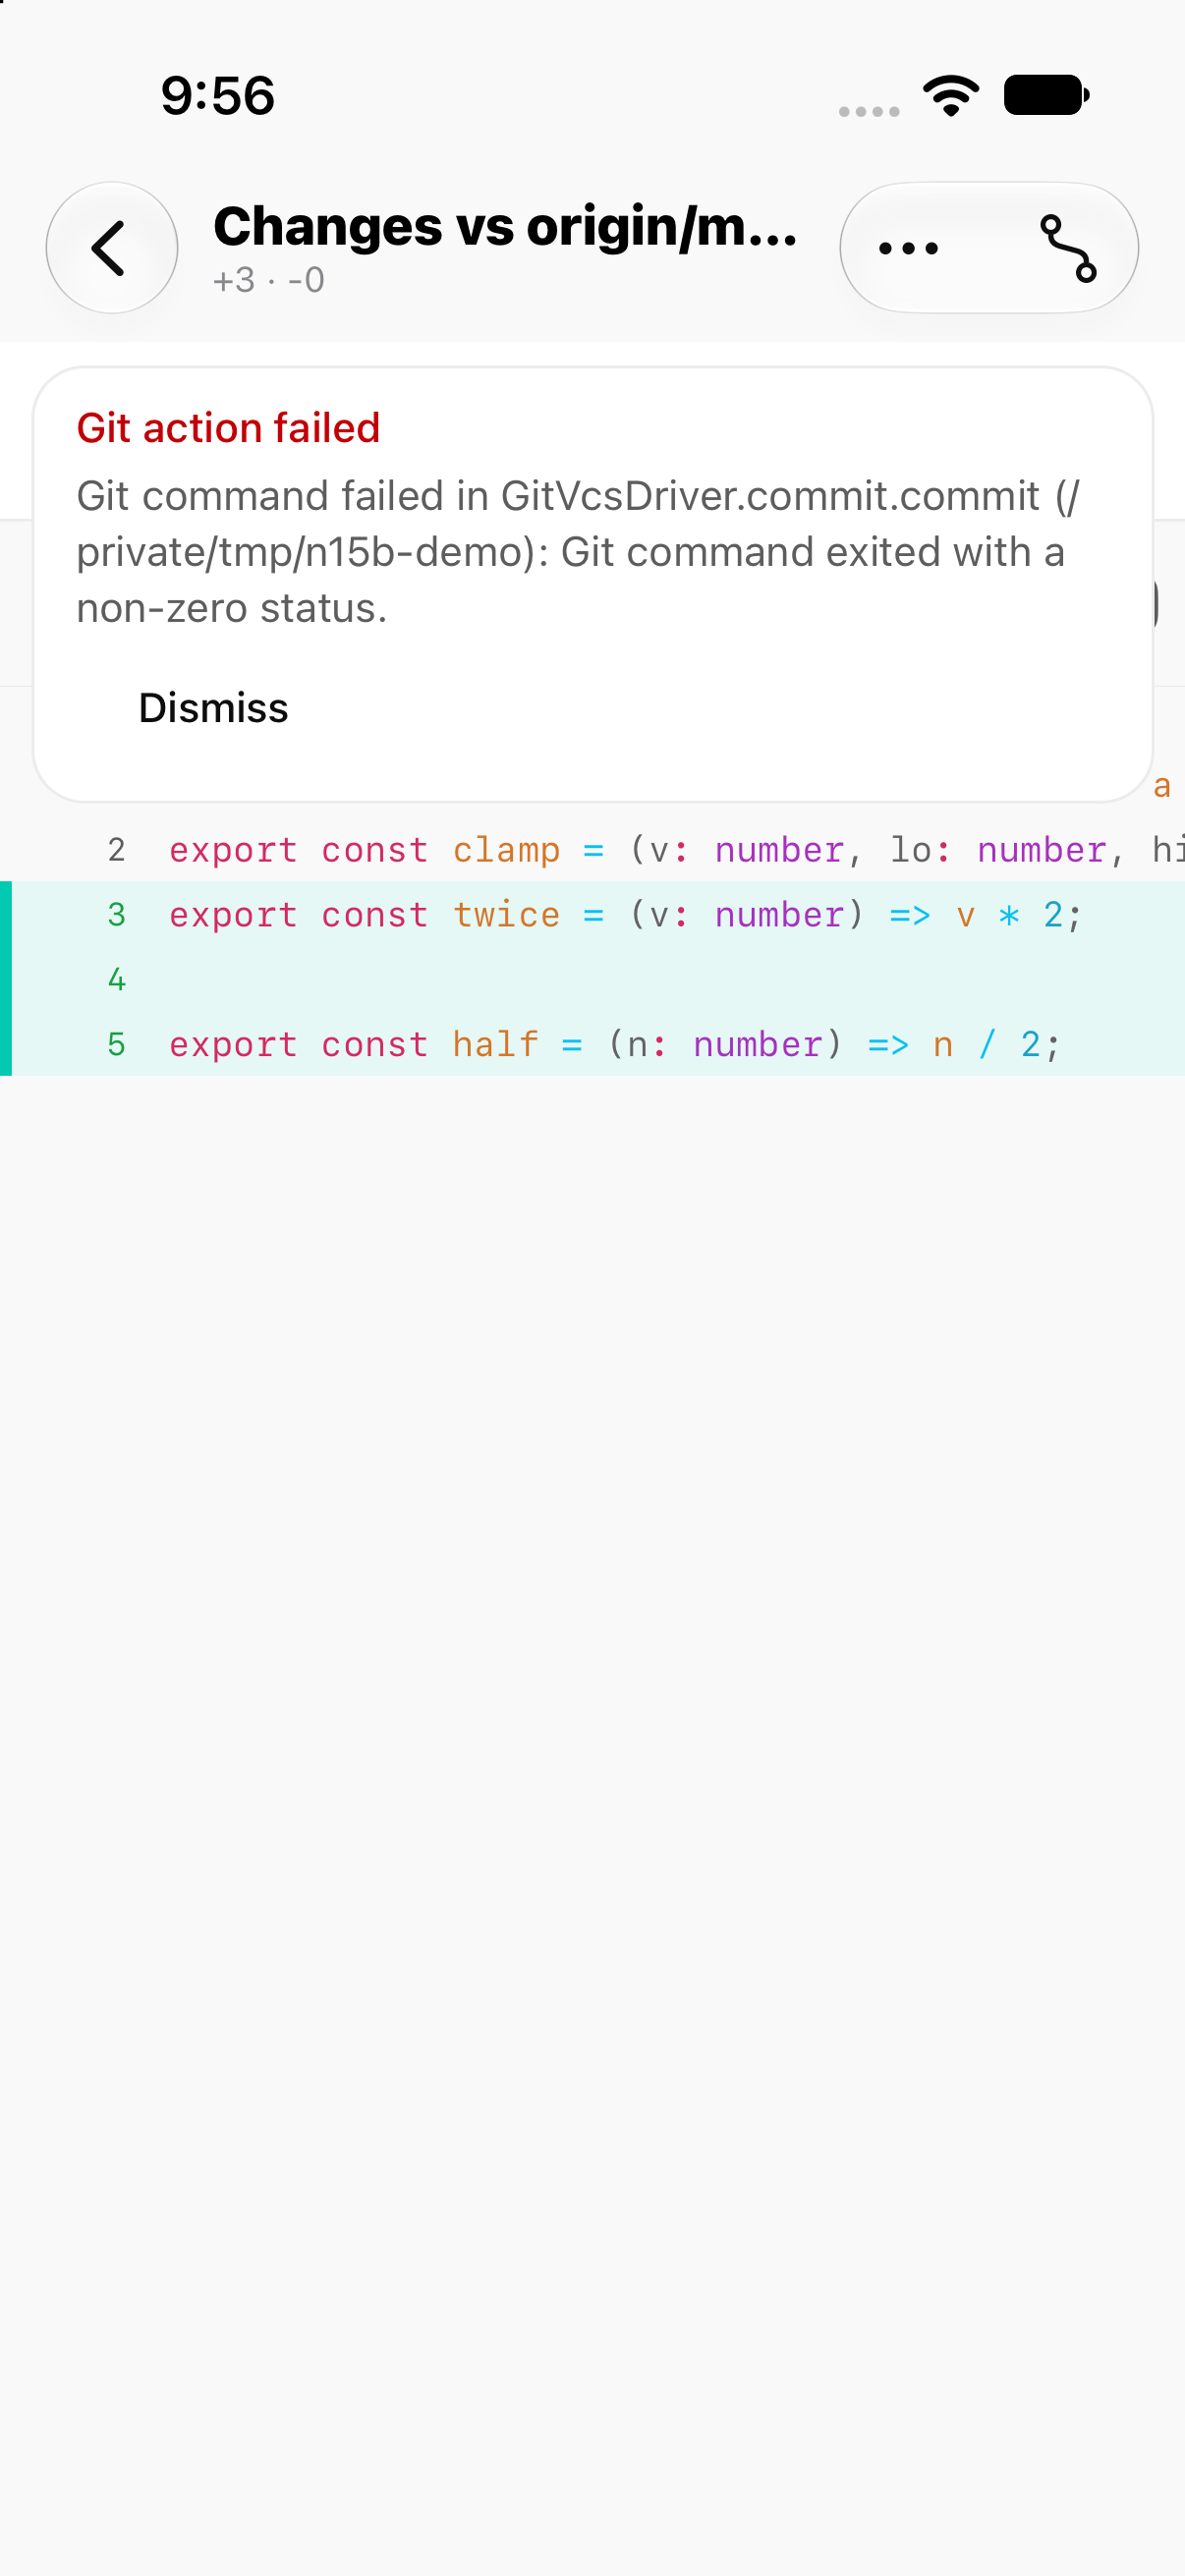 9:56
Changes vs origin/m...
+3 · -0
Git action failed
Git command failed in GitVcsDriver.commit.commit (/
private/tmp/n15b-demo): Git command exited with a
non-zero status.
Dismiss
a
2 export const clamp = (v: number, lo: number, hi
3 export const twice = (v: number) => v * 2;
4
5 export const half = (n: number) => n / 2;